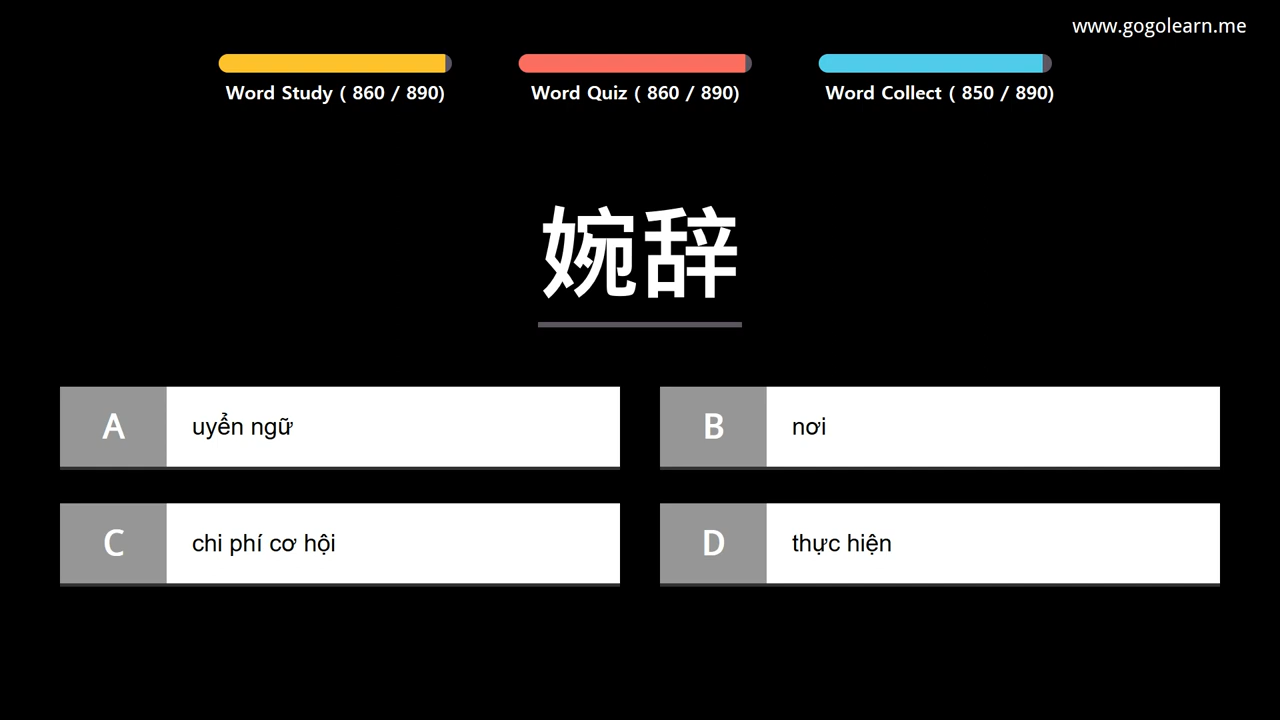 www.gogolearn.me
Word Study ( 860 / 890)
Word Quiz ( 860 / 890)
Word Collect ( 850 / 890)
婉辞
A uyển ngữ
B nơi
C chi phí cơ hội
D thực hiện